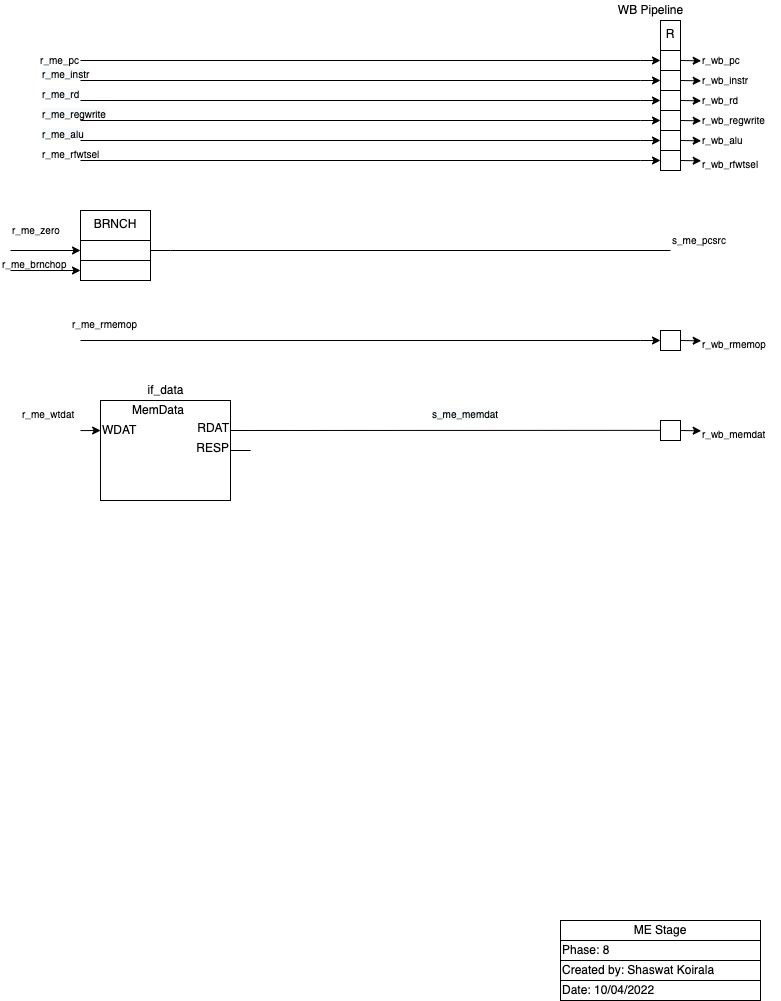 WB Pipeline
R
r_me_pc
r_wb_pc
r_me_instr
r_wb_instr
r_me_rd
r_wb_rd
r_me_regwrite
r_wb_regwrite
r_me_alu
r_wb_alu
r_me_rfwtsel
r_wb_rfwtsel
BRNCH
r_me_zero
s_me_pcsrc
r_me_brnchop
r_me_rmemop
r_wb_rmemop
if_data
MemData
r_me_wtdat
s_me_memdat
WDAT
RDAT
r_wb_memdat
RESP
ME Stage
Phase: 8
Created by: Shaswat Koirala
Date: 10/04/2022